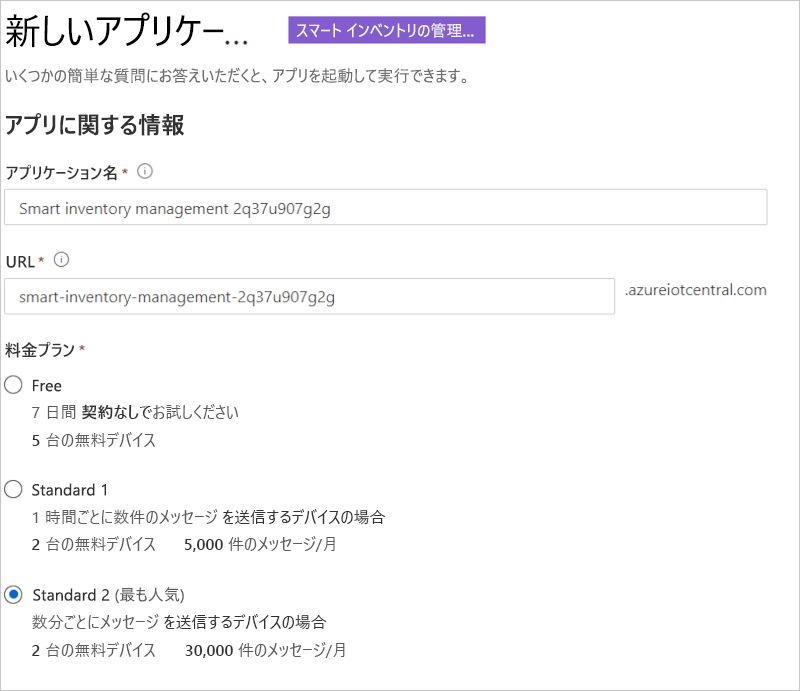 新しいアプリケー...
スマート インベントリの管理...
いくつかの簡単な質問にお答えいただくと、アプリを起動して実行できます。
アプリに関する情報
アプリケーション名 *
Smart inventory management 2q37u907g2g
URL *
smart-inventory-management-2q37u907g2g .azureiotcentral.com
料金プラン *
Free
7 日間 契約なしでお試しください
5 台の無料デバイス
Standard 1
1 時間ごとに数件のメッセージ を送信するデバイスの場合
2 台の無料デバイス 5,000 件のメッセージ/月
Standard 2 (最も人気)
数分ごとにメッセージ を送信するデバイスの場合
2 台の無料デバイス 30,000 件のメッセージ/月